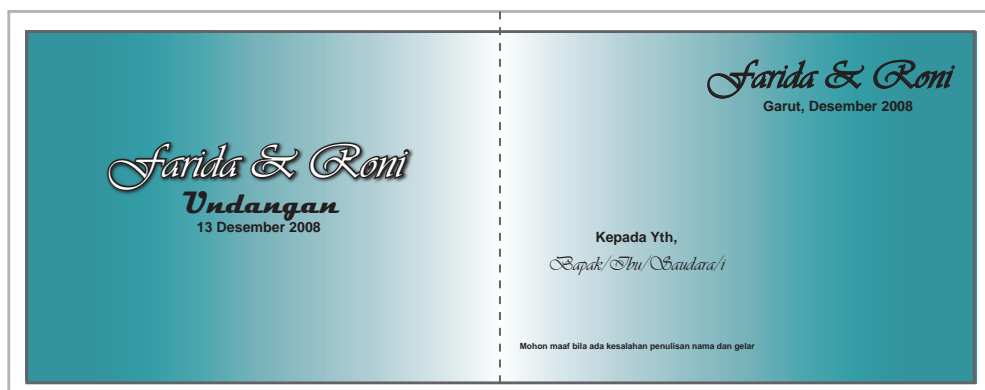 Farida & Roni
Undangan
13 Desember 2008
Farida & Roni
Garut, Desember 2008
Kepada Yth,
Bapak/Ibu/Saudara/i
Mohon maaf bila ada kesalahan penulisan nama dan gelar